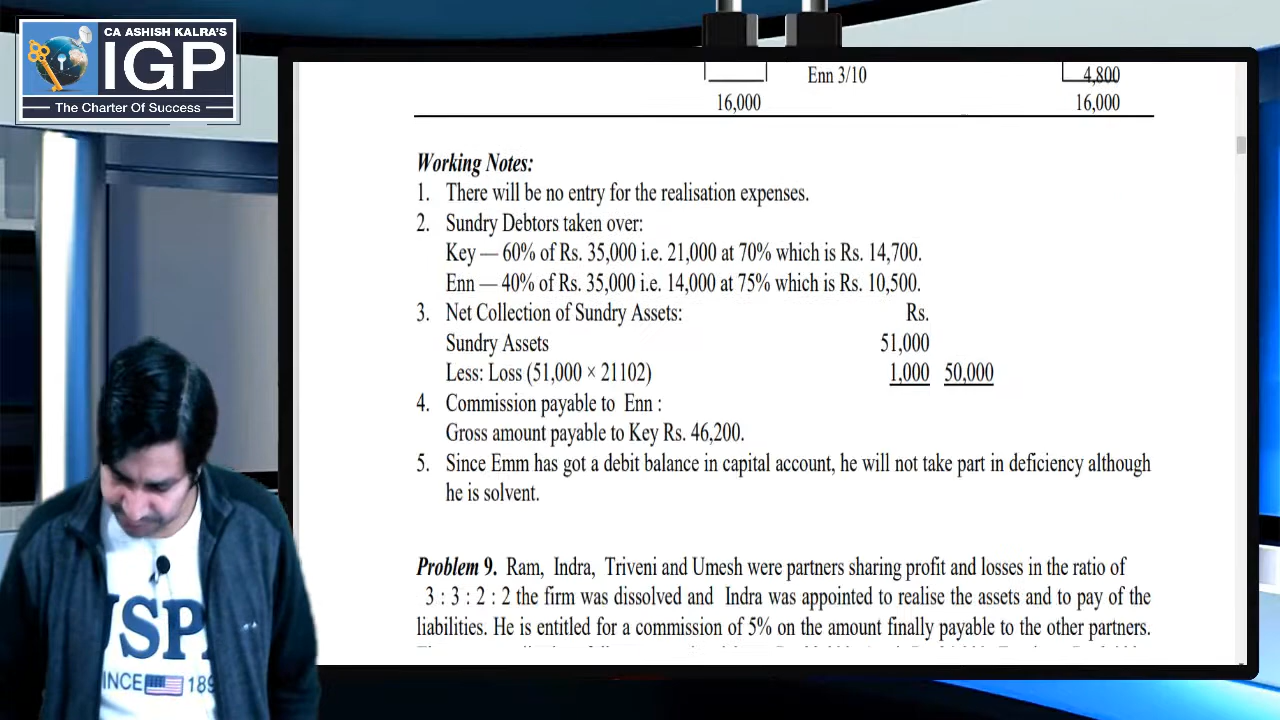 CA ASHISH KALRA'S
IGP
The Charter Of Success
Enn 3/10 4,800
16,000 16,000
Working Notes:
1. There will be no entry for the realisation expenses.
2. Sundry Debtors taken over:
Key — 60% of Rs. 35,000 i.e. 21,000 at 70% which is Rs. 14,700.
Enn — 40% of Rs. 35,000 i.e. 14,000 at 75% which is Rs. 10,500.
3. Net Collection of Sundry Assets: Rs.
Sundry Assets 51,000
Less: Loss (51,000 × 21102) 1,000 50,000
4. Commission payable to Enn :
Gross amount payable to Key Rs. 46,200.
5. Since Emm has got a debit balance in capital account, he will not take part in deficiency although
he is solvent.
Problem 9. Ram, Indra, Triveni and Umesh were partners sharing profit and losses in the ratio of
3 : 3 : 2 : 2 the firm was dissolved and Indra was appointed to realise the assets and to pay of the
liabilities. He is entitled for a commission of 5% on the amount finally payable to the other partners.
USP
SINCE 189